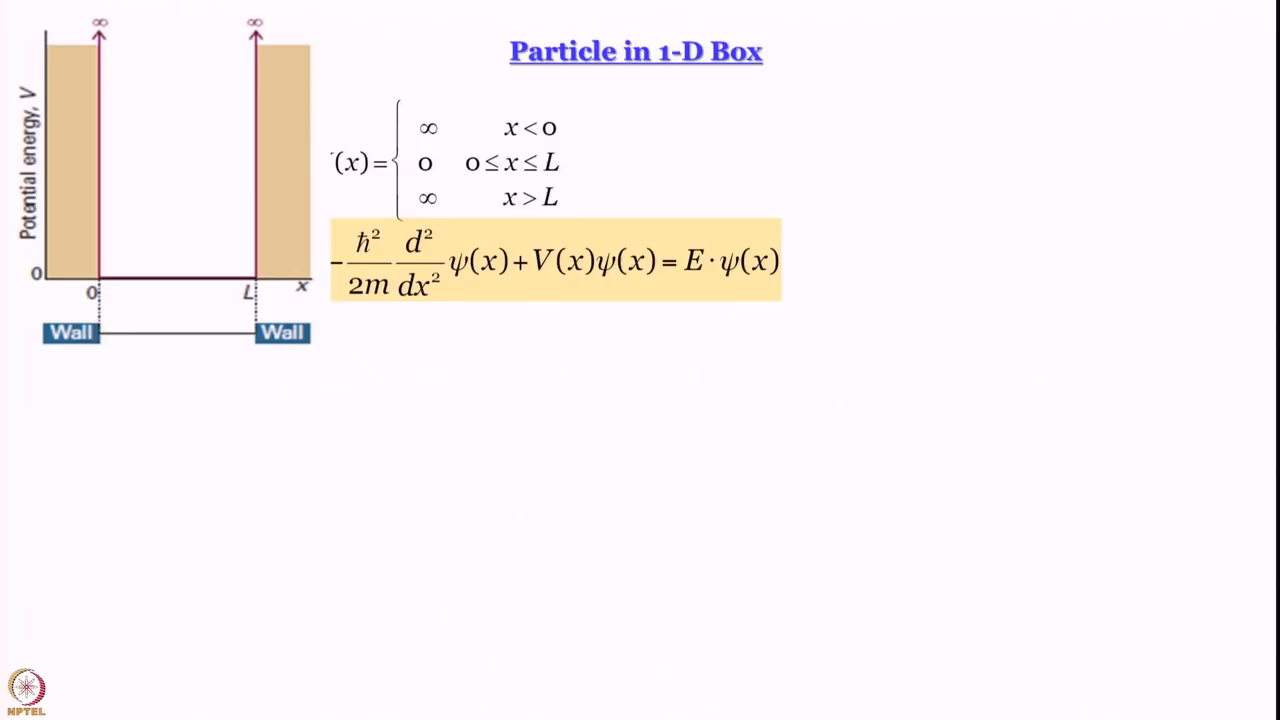 Particle in 1-D Box
∞ ∞
Potential energy, V
0
0 L x
Wall Wall
(x) = { ∞ x < 0
0 0 ≤ x ≤ L
∞ x > L
-ħ²/2m d²/dx² ψ(x) + V(x)ψ(x) = E · ψ(x)
NPTEL